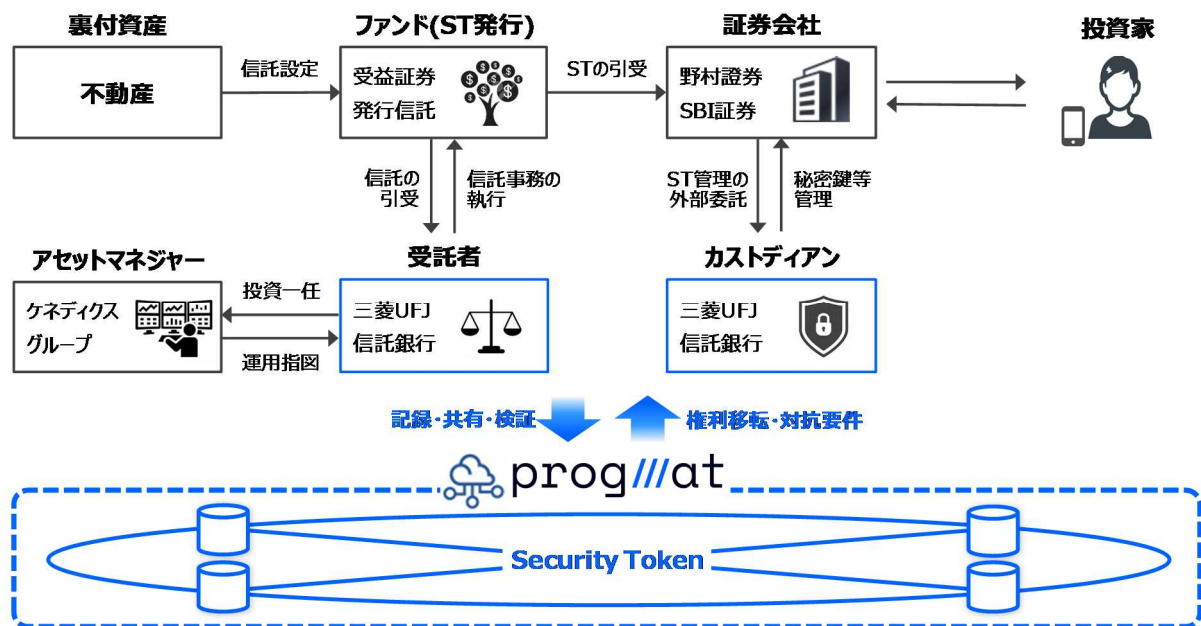 裏付資産
ファンド(ST発行)
証券会社
投資家
不動産
信託設定
受益証券
発行信託
STの引受
野村證券
SBI証券
信託の
引受
信託事務の
執行
ST管理の
外部委託
秘密鍵等
管理
アセットマネジャー
受託者
カストディアン
ケネディクス
グループ
投資一任
運用指図
三菱UFJ
信託銀行
三菱UFJ
信託銀行
記録・共有・検証
権利移転・対抗要件
prog///at
Security Token